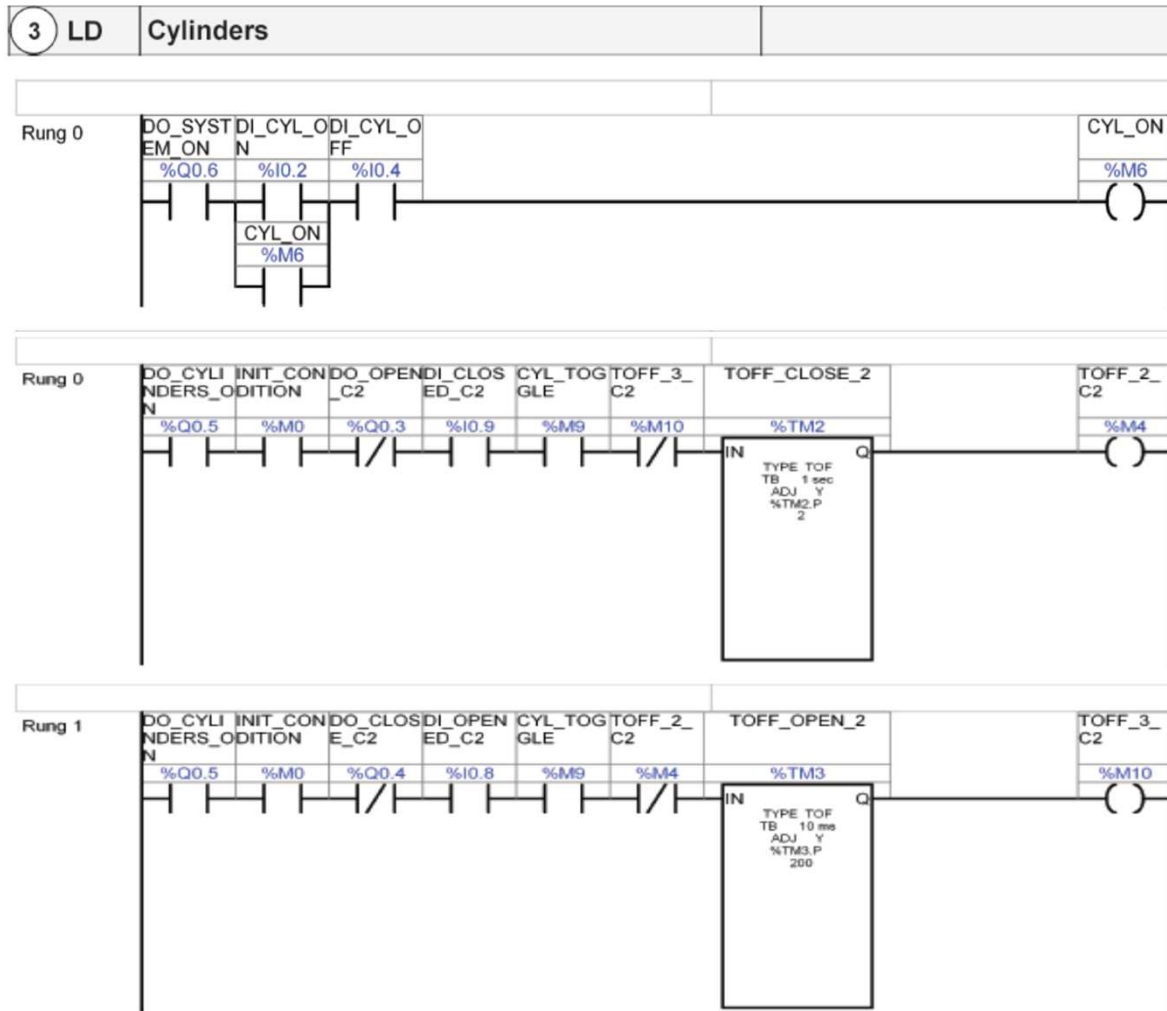 3 LD Cylinders
Rung 0
DO_SYST DI_CYL_O DI_CYL_O CYL_ON
EM_ON N FF
%Q0.6 %I0.2 %I0.4 %M6
CYL_ON
%M6
Rung 0
DO_CYLI INIT_CON DO_OPEN DI_CLOS CYL_TOG TOFF_3_ TOFF_CLOSE_2 TOFF_2_
NDERS_O DITION _C2 ED_C2 GLE C2 C2
N
%Q0.5 %M0 %Q0.3 %I0.9 %M9 %M10 %TM2 %M4
IN Q
TYPE TOF
TB 1 sec
ADJ Y
%TM2.P
2
Rung 1
DO_CYLI INIT_CON DO_CLOS DI_OPEN CYL_TOG TOFF_2_ TOFF_OPEN_2 TOFF_3_
NDERS_O DITION E_C2 ED_C2 GLE C2 C2
N
%Q0.5 %M0 %Q0.4 %I0.8 %M9 %M4 %TM3 %M10
IN Q
TYPE TOF
TB 10 ms
ADJ Y
%TM3.P
200